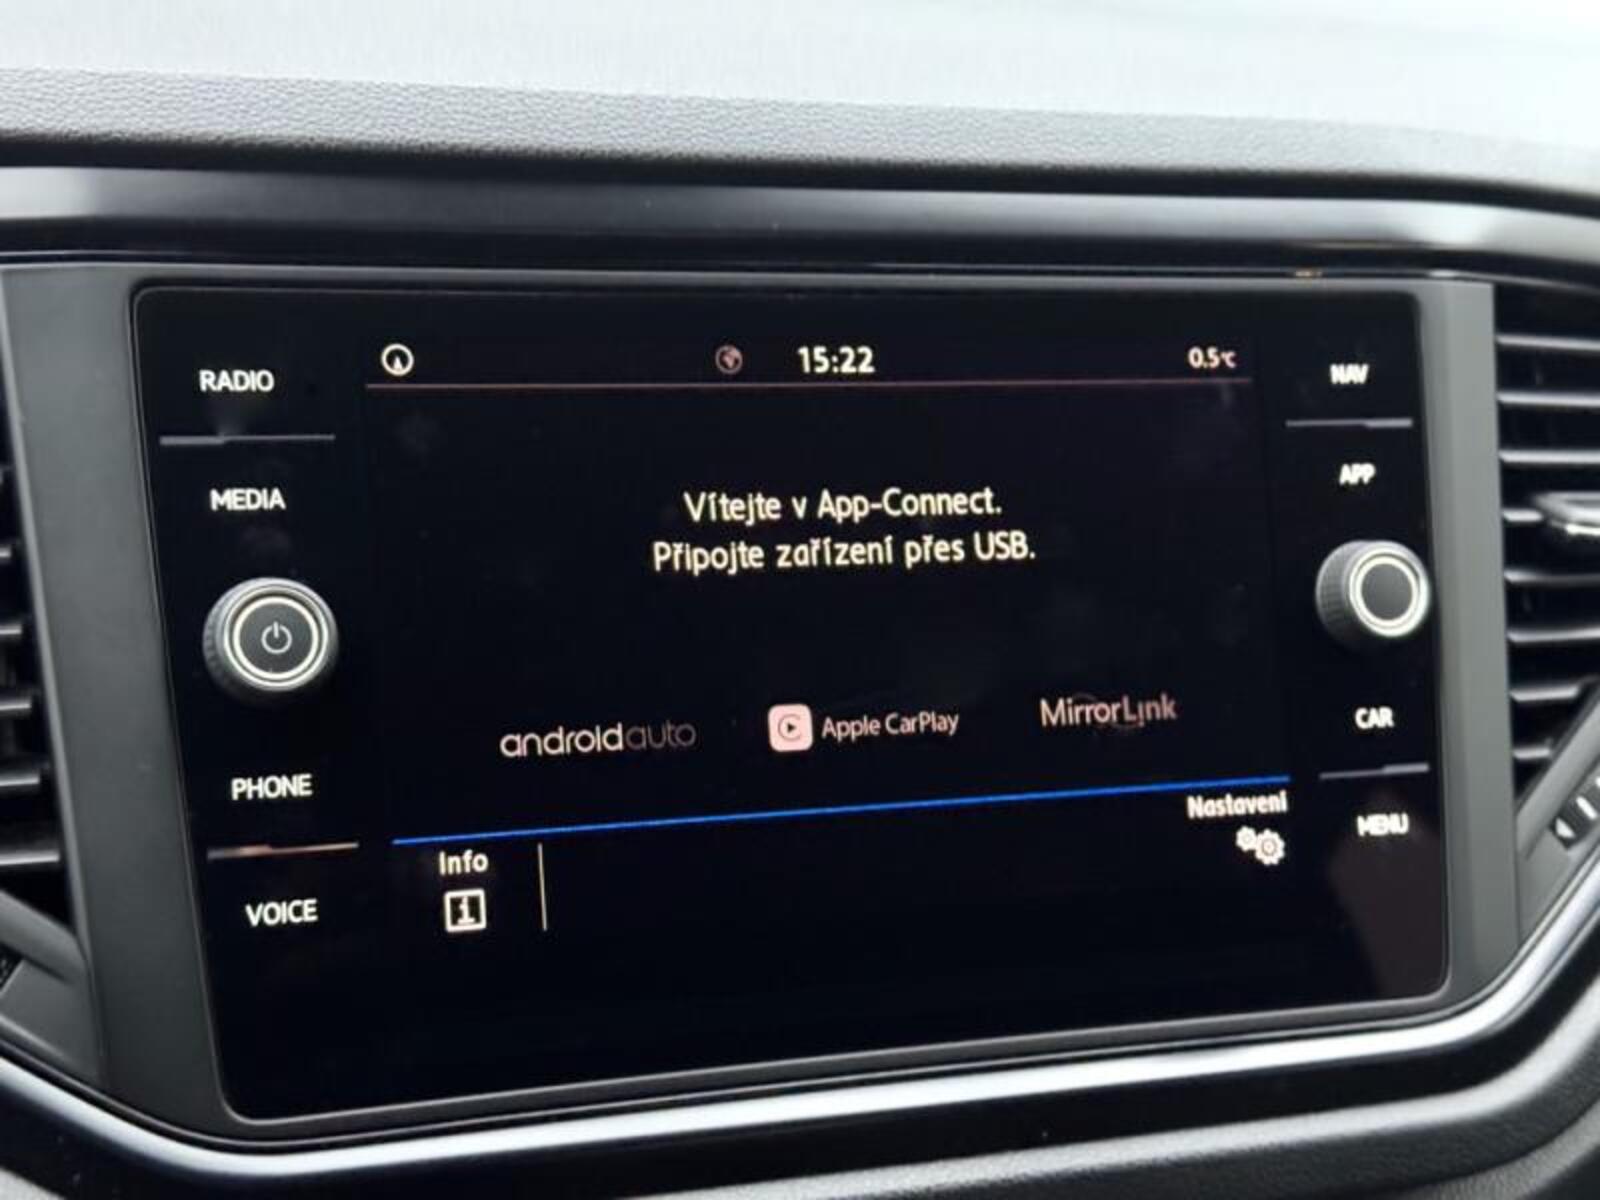 RADIO
MEDIA
PHONE
VOICE
15:22
0.5°C
Vítejte v App-Connect.
Připojte zařízení přes USB.
androidauto
Apple CarPlay
MirrorLink
Info
Nastavení
NAV
APP
CAR
MENU